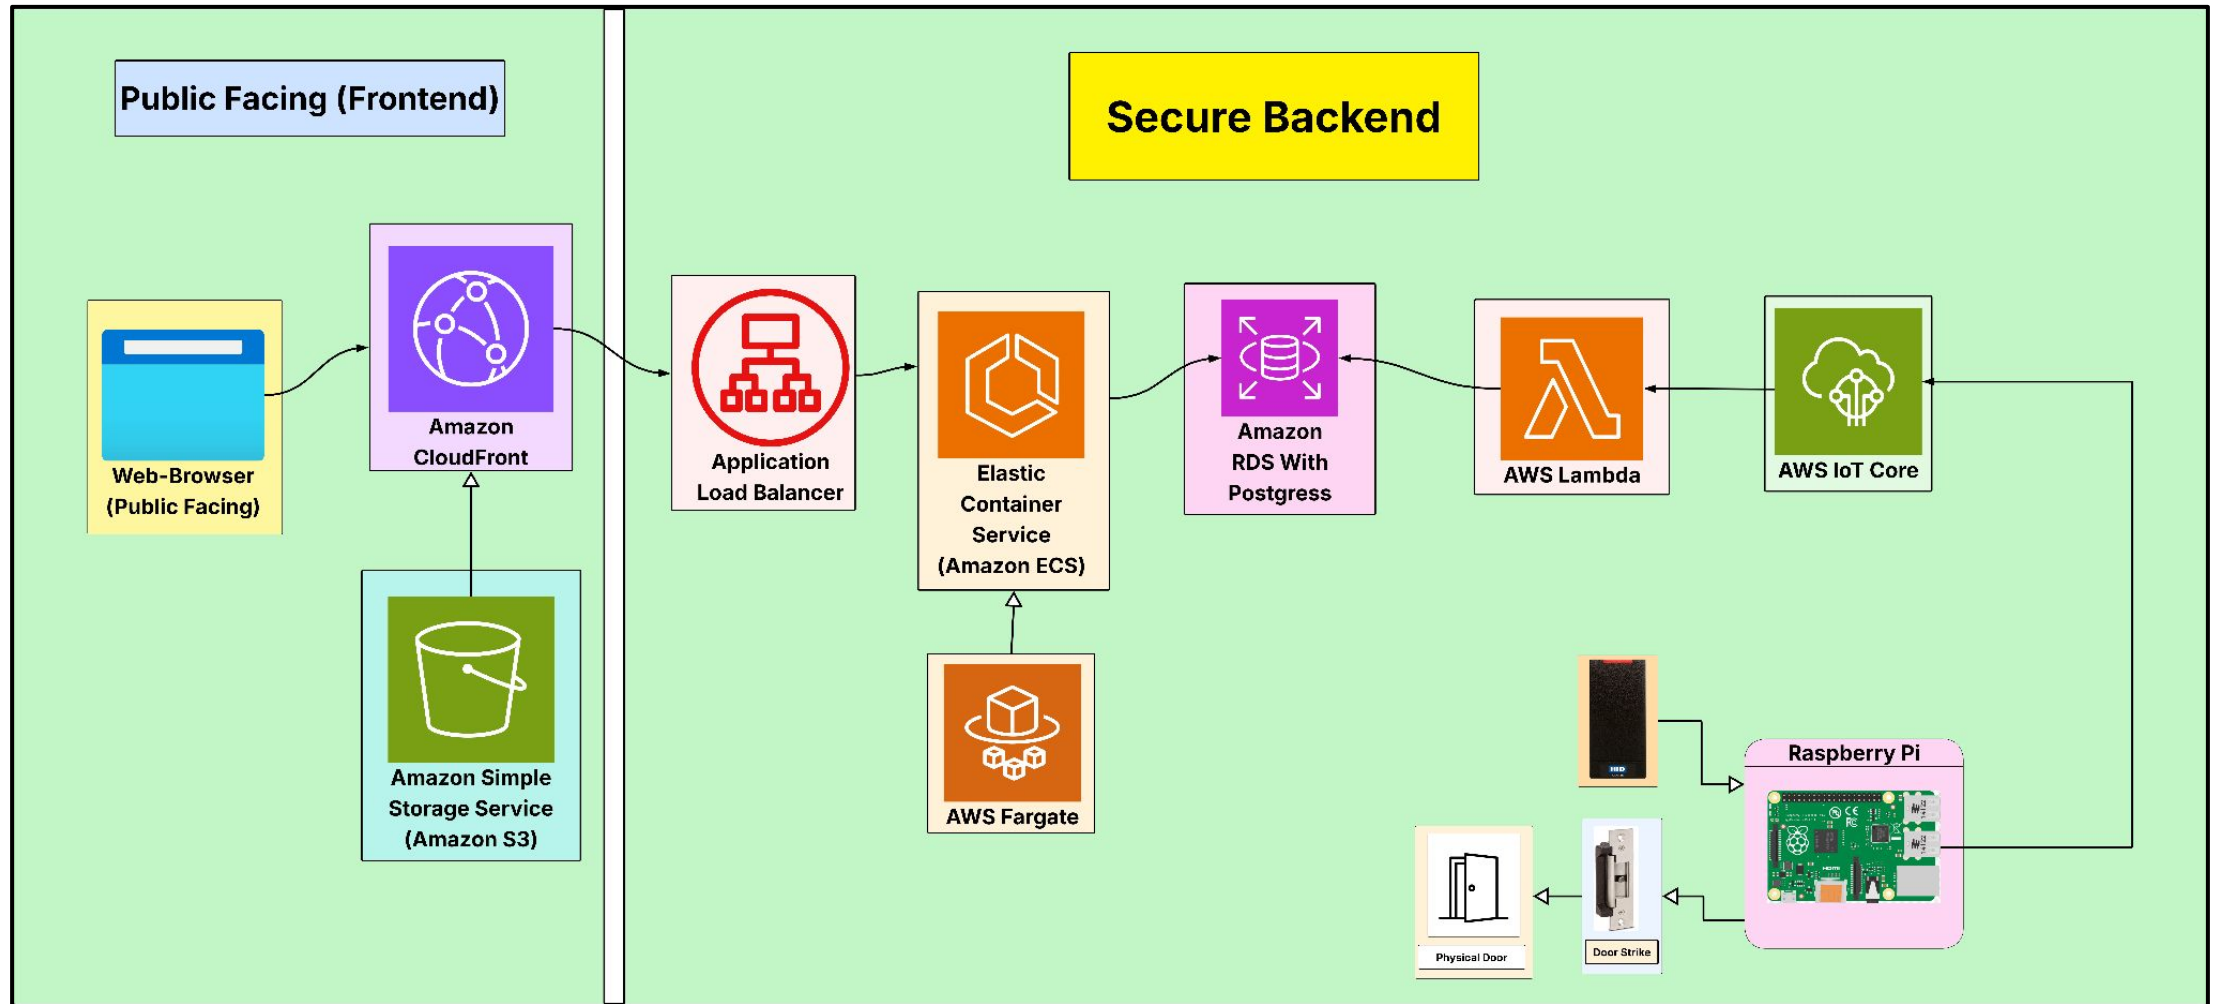 Public Facing (Frontend)
Secure Backend
Web-Browser
(Public Facing)
Amazon
CloudFront
Amazon Simple
Storage Service
(Amazon S3)
Application
Load Balancer
Elastic
Container
Service
(Amazon ECS)
AWS Fargate
Amazon
RDS With
Postgress
AWS Lambda
AWS IoT Core
HID
Raspberry Pi
HDMI
Door Strike
Physical Door